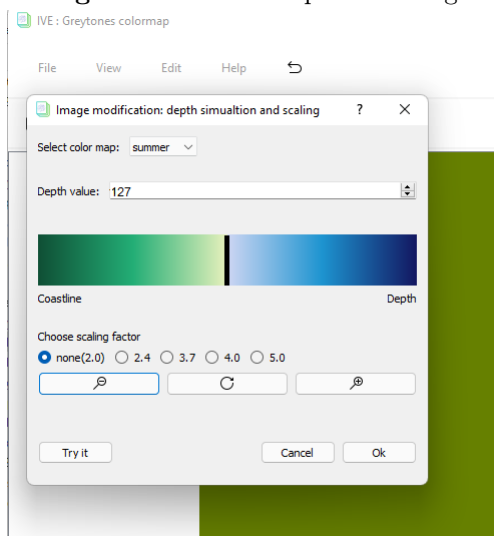 IVE : Greytones colormap
File View Edit Help
Image modification: depth simualtion and scaling ? ×
Select color map: summer
Depth value: 127
Coastline Depth
Choose scaling factor
none(2.0) 2.4 3.7 4.0 5.0
Try it Cancel Ok